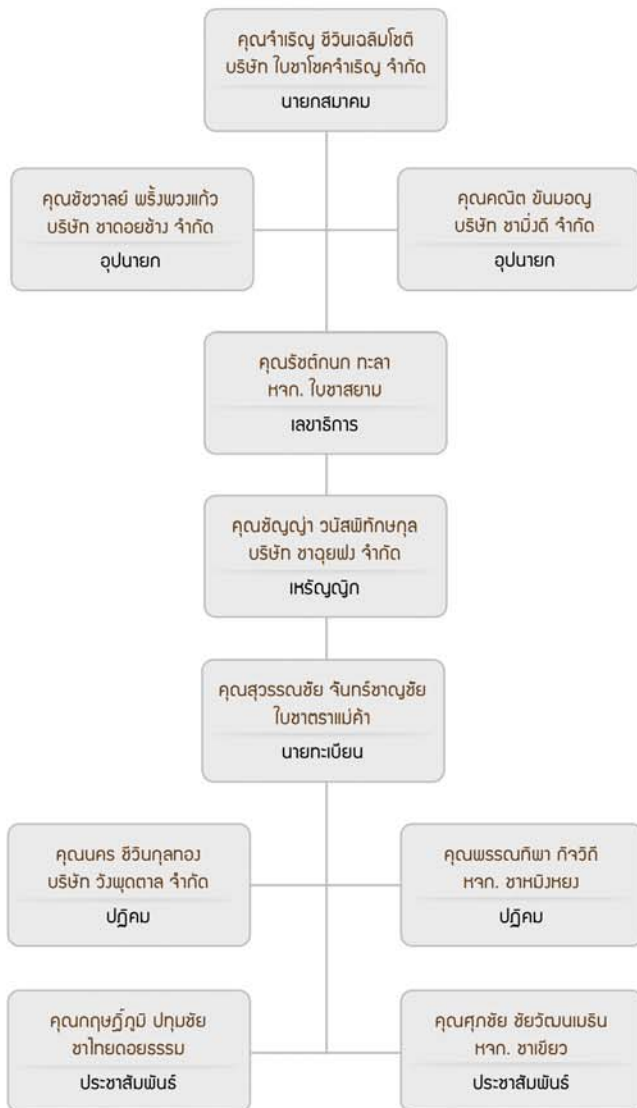 คุณจำเริญ ชีวินเฉลิมโชติ
บริษัท ใบชาโชคจำเริญ จำกัด
นายกสมาคม
คุณชัชวาลย์ พริ้งพวงแก้ว
บริษัท ชาดอยช้าง จำกัด
อุปนายก
คุณคณิต ขันมอญ
บริษัท ชามิ่งดี จำกัด
อุปนายก
คุณรัชต์กนก ทะลา
หจก. ใบชาสยาม
เลขาธิการ
คุณชัญญ่า วนัสพิทักษกุล
บริษัท ชาฉุยฟง จำกัด
เหรัญญิก
คุณสุวรรณชัย จันทร์ชาญชัย
ใบชาตราแม่ค้า
นายทะเบียน
คุณนคร ชีวินกุลทอง
บริษัท วังพุดตาล จำกัด
ปฏิคม
คุณพรรณทิพา กิจวิถี
หจก. ชาหมิงหยง
ปฏิคม
คุณกฤษฎิ์ภูมิ ปทุมชัย
ชาไทยดอยธรรม
ประชาสัมพันธ์
คุณศุภชัย ชัยวัฒนเมธิน
หจก. ชาเขียว
ประชาสัมพันธ์